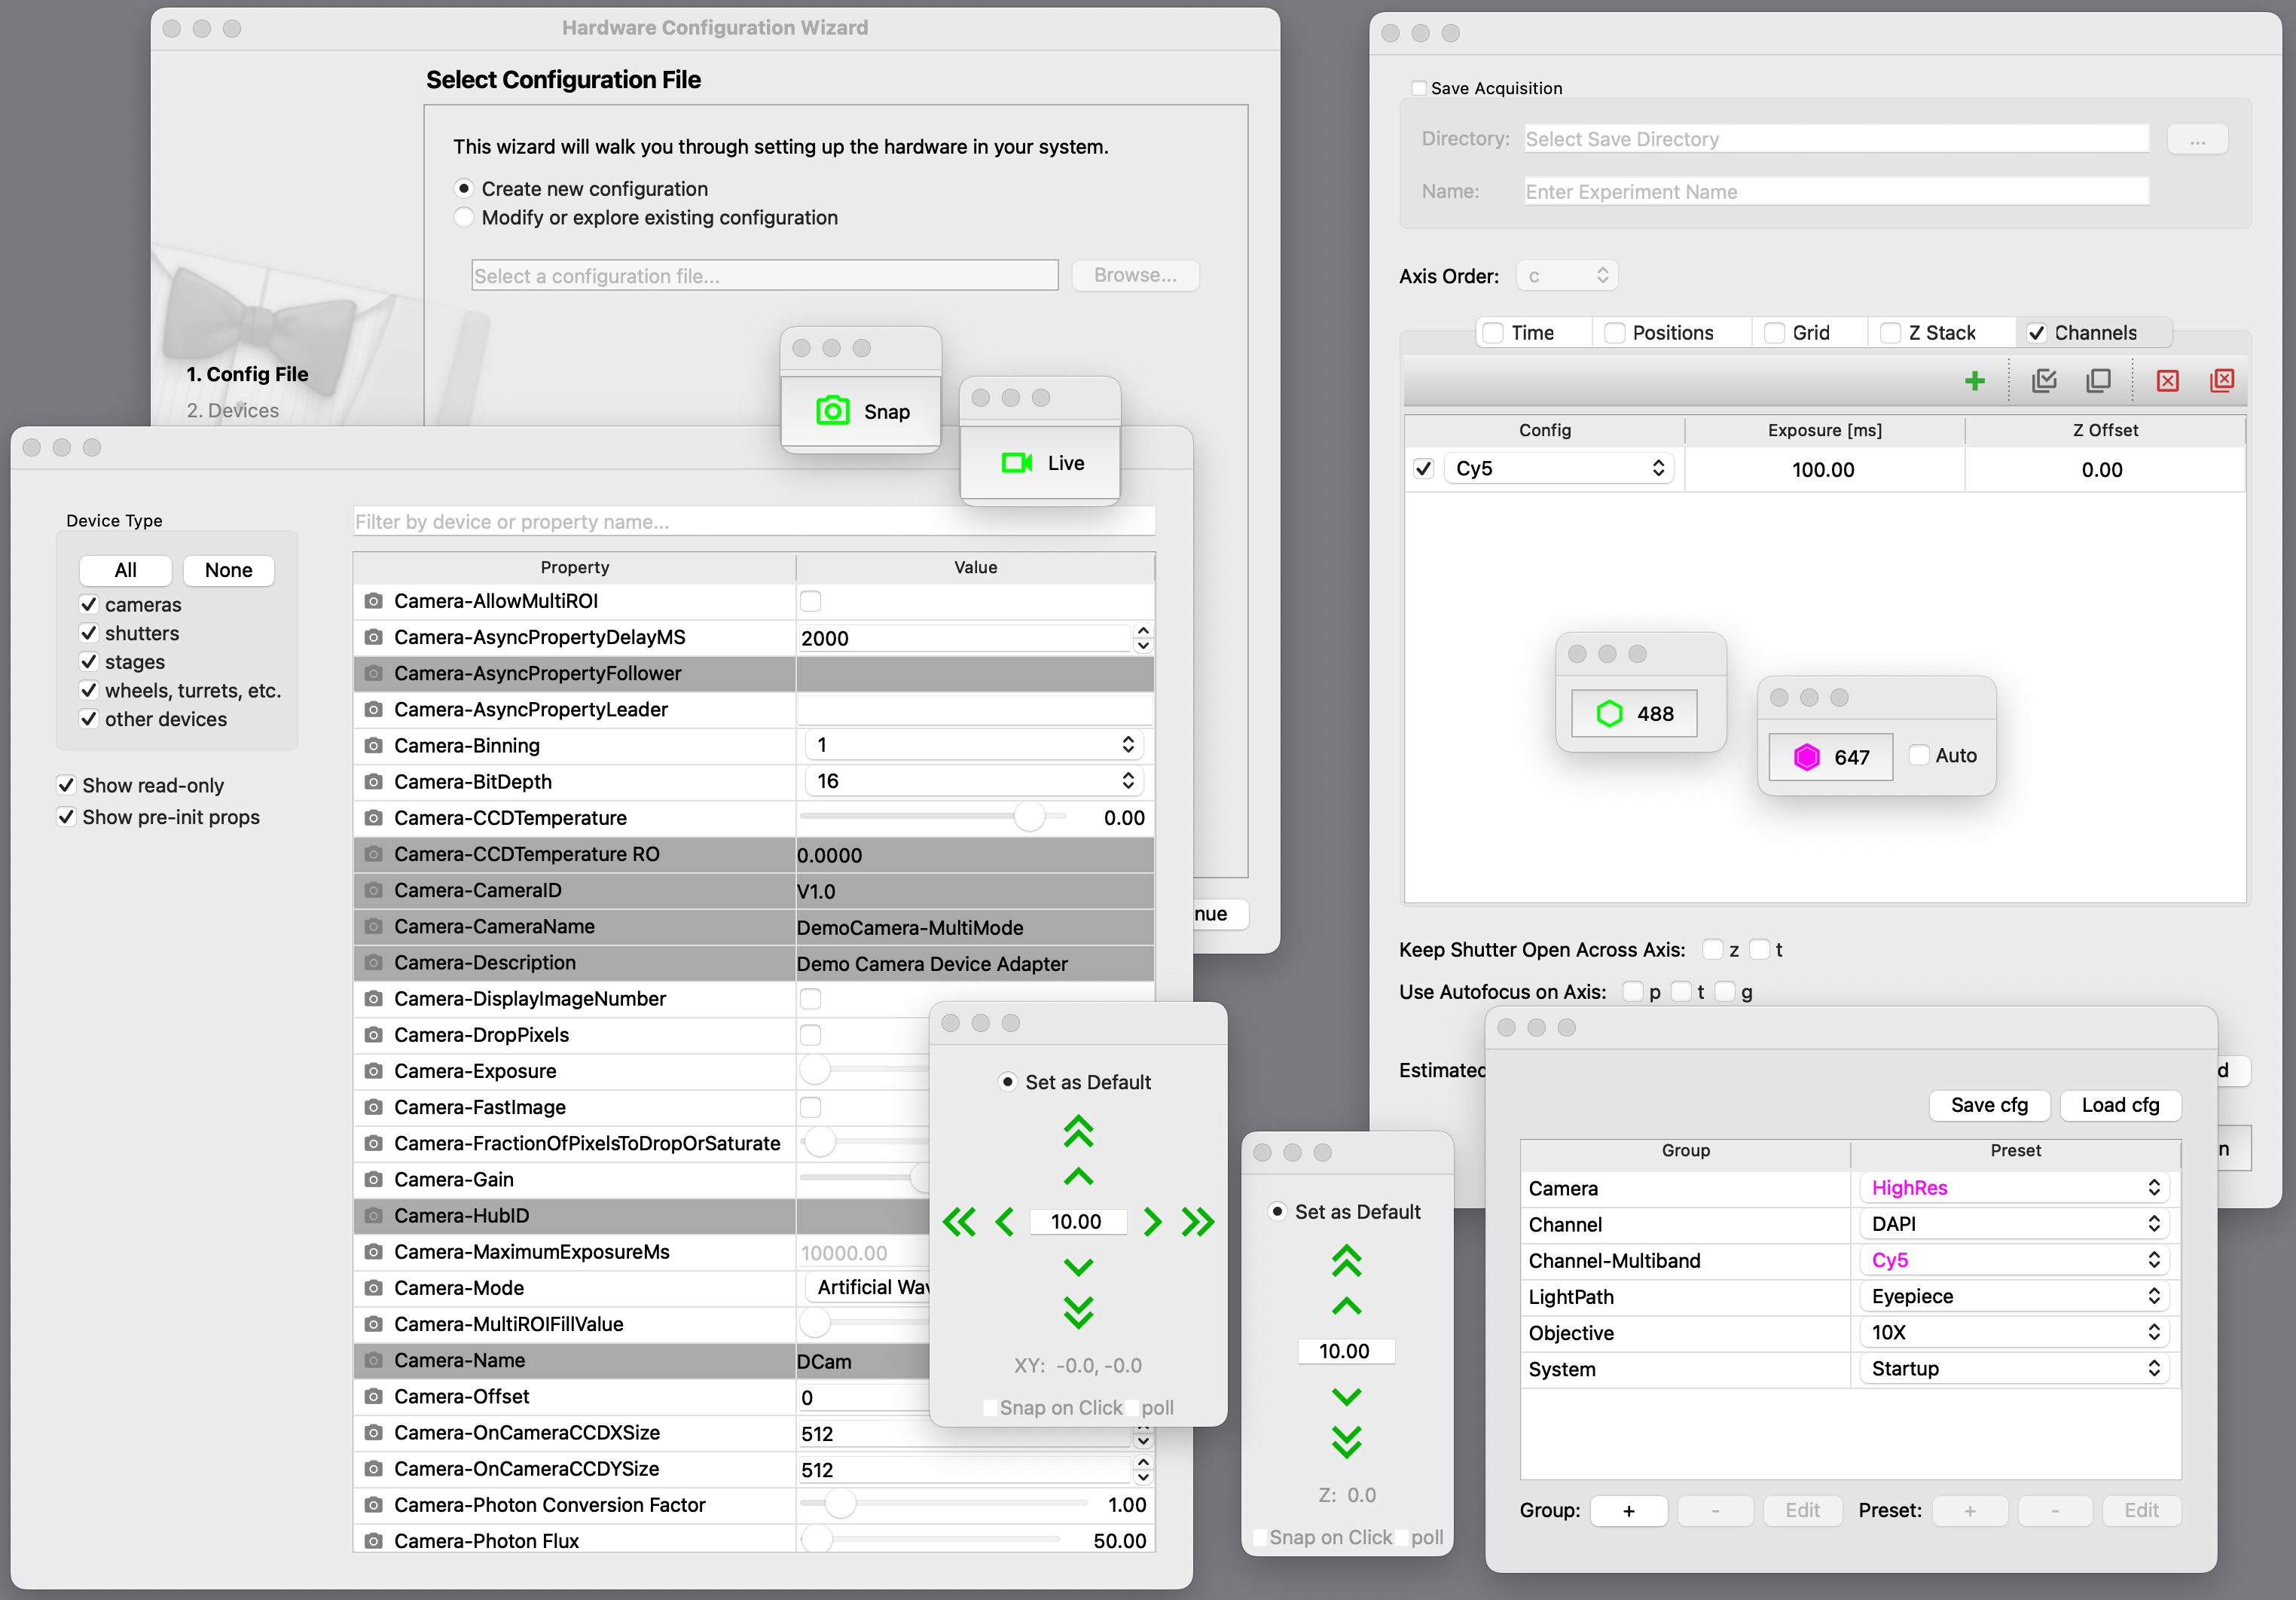 Hardware Configuration Wizard
Select Configuration File
This wizard will walk you through setting up the hardware in your system.
Create new configuration
Modify or explore existing configuration
Select a configuration file...
Browse...
1. Config File
2. Devices
nue
Snap
Live
Device Type
All None
cameras
shutters
stages
wheels, turrets, etc.
other devices
Show read-only
Show pre-init props
Filter by device or property name...
Property Value
Camera-AllowMultiROI
Camera-AsyncPropertyDelayMS 2000
Camera-AsyncPropertyFollower
Camera-AsyncPropertyLeader
Camera-Binning 1
Camera-BitDepth 16
Camera-CCDTemperature 0.00
Camera-CCDTemperature RO 0.0000
Camera-CameraID V1.0
Camera-CameraName DemoCamera-MultiMode
Camera-Description Demo Camera Device Adapter
Camera-DisplayImageNumber
Camera-DropPixels
Camera-Exposure
Camera-FastImage
Camera-FractionOfPixelsToDropOrSaturate
Camera-Gain
Camera-HubID
Camera-MaximumExposureMs 10000.00
Camera-Mode Artificial Wav
Camera-MultiROIFillValue
Camera-Name DCam
Camera-Offset 0
Camera-OnCameraCCDXSize 512
Camera-OnCameraCCDYSize 512
Camera-Photon Conversion Factor 1.00
Camera-Photon Flux 50.00
Set as Default
10.00
XY: -0.0, -0.0
Snap on Click poll
Set as Default
10.00
Z: 0.0
Snap on Click poll
Save Acquisition
Directory: Select Save Directory ...
Name: Enter Experiment Name
Axis Order: c
Time Positions Grid Z Stack Channels
Config Exposure [ms] Z Offset
Cy5 100.00 0.00
488
647 Auto
Keep Shutter Open Across Axis: z t
Use Autofocus on Axis: p t g
Estimated
d
n
Save cfg Load cfg
Group Preset
Camera HighRes
Channel DAPI
Channel-Multiband Cy5
LightPath Eyepiece
Objective 10X
System Startup
Group: + - Edit Preset: + - Edit